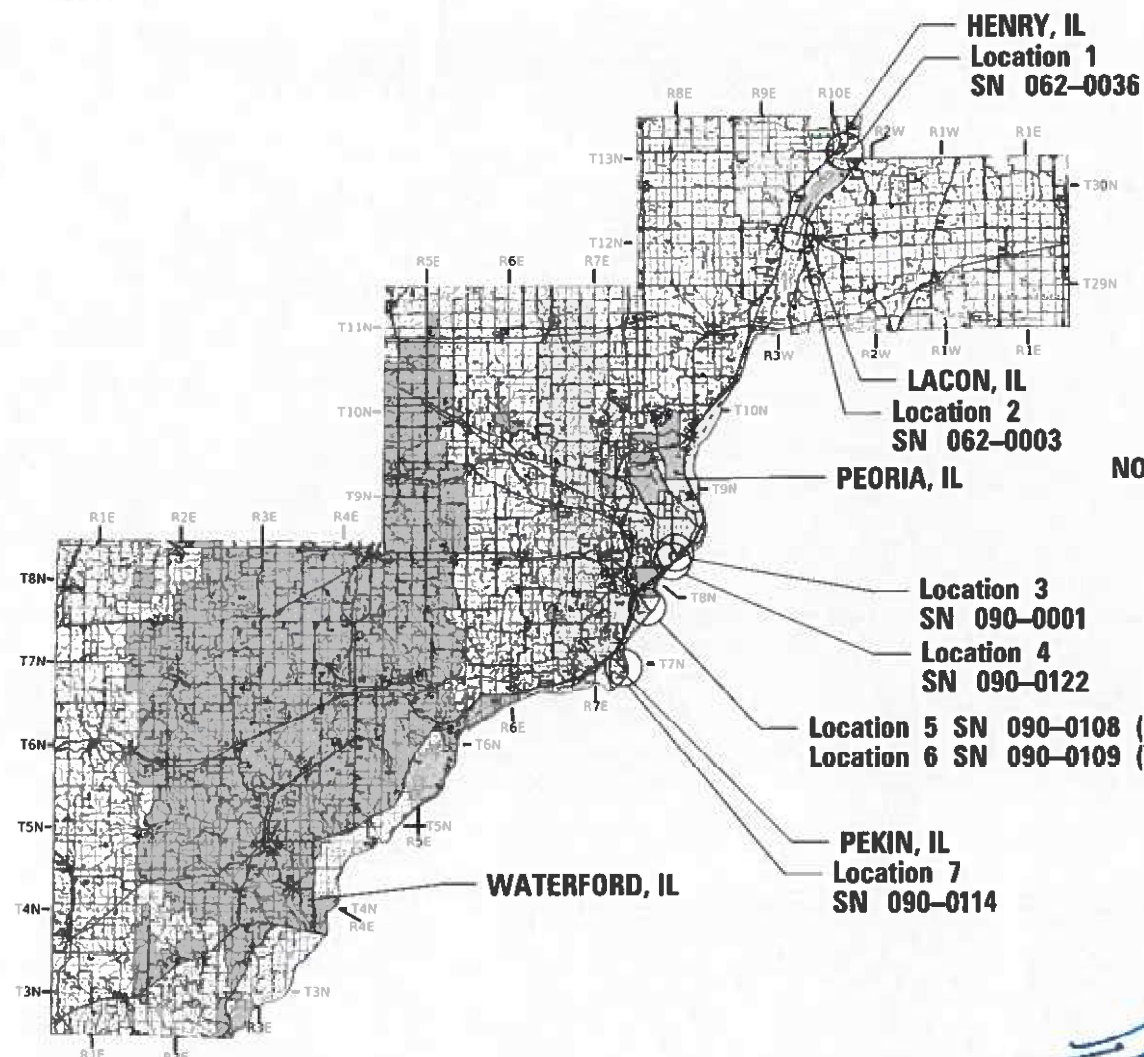 HENRY, IL
Location 1
SN 062-0036
R8E R9E R10E
R2W R1W R1E
T13N
T30N
T12N
R5E R6E R7E
T29N
T11N
R3W R2W R1W R1E
LACON, IL
Location 2
SN 062-0003
T10N
T10N
PEORIA, IL
NO
T9N
T9N
R1E R2E R3E R4E
T8N
Location 3
SN 090-0001
T8N
Location 4
SN 090-0122
T7N
T7N
R7E
R6E
Location 5 SN 090-0108 (
Location 6 SN 090-0109 (
T6N
T6N
T5N
T5N
R5E
PEKIN, IL
Location 7
SN 090-0114
WATERFORD, IL
T4N
T4N
R4E
T3N
T3N
R3E
R1E R2E